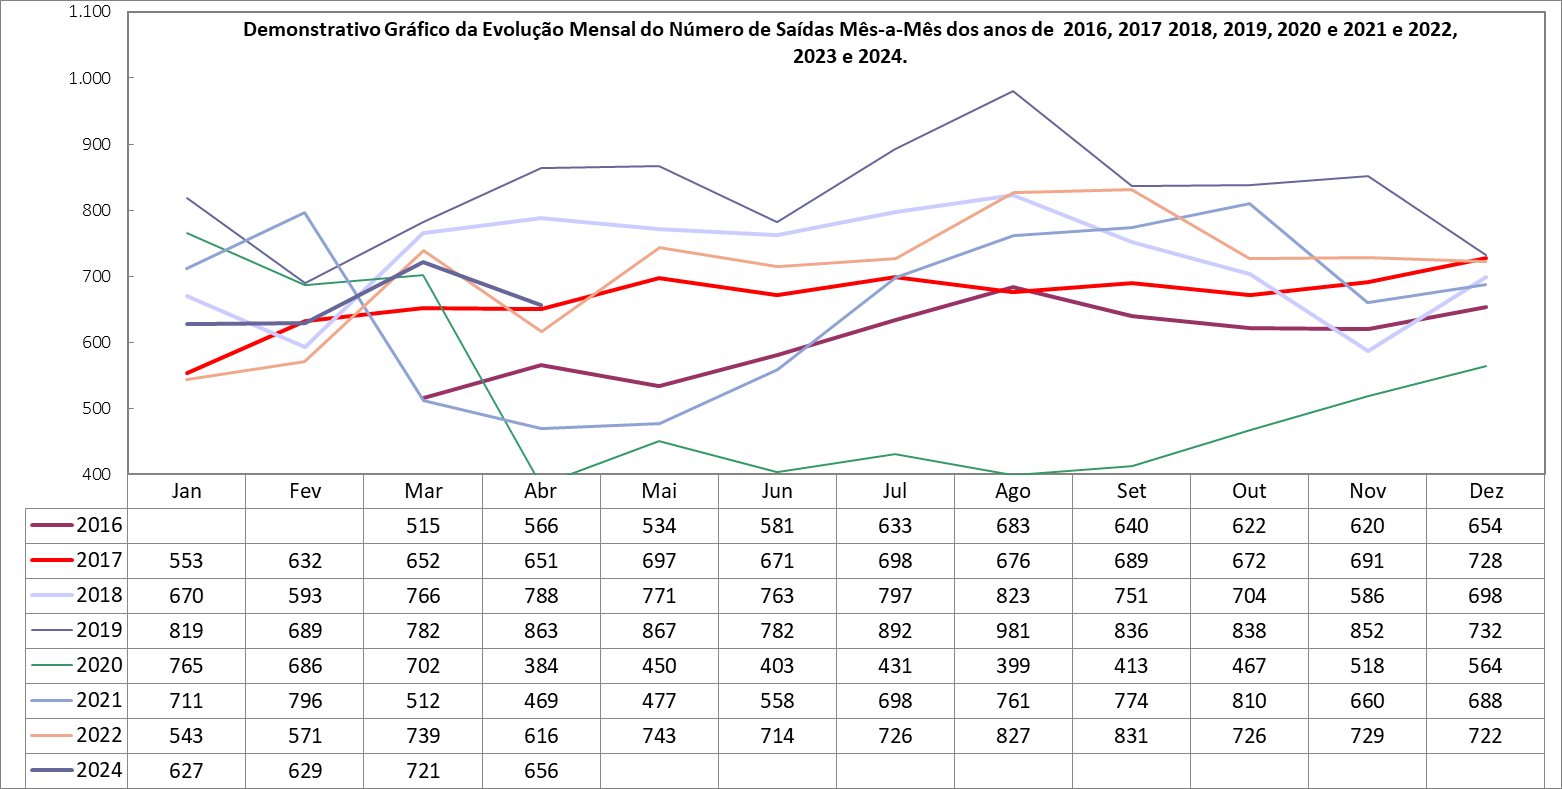 1.100
Demonstrativo Gráfico da Evolução Mensal do Número de Saídas Mês-a-Mês dos anos de 2016, 2017 2018, 2019, 2020 e 2021 e 2022,
2023 e 2024.
1.000
900
800
700
600
500
400
Jan Fev Mar Abr Mai Jun Jul Ago Set Out Nov Dez
2016 515 566 534 581 633 683 640 622 620 654
2017 553 632 652 651 697 671 698 676 689 672 691 728
2018 670 593 766 788 771 763 797 823 751 704 586 698
2019 819 689 782 863 867 782 892 981 836 838 852 732
2020 765 686 702 384 450 403 431 399 413 467 518 564
2021 711 796 512 469 477 558 698 761 774 810 660 688
2022 543 571 739 616 743 714 726 827 831 726 729 722
2024 627 629 721 656